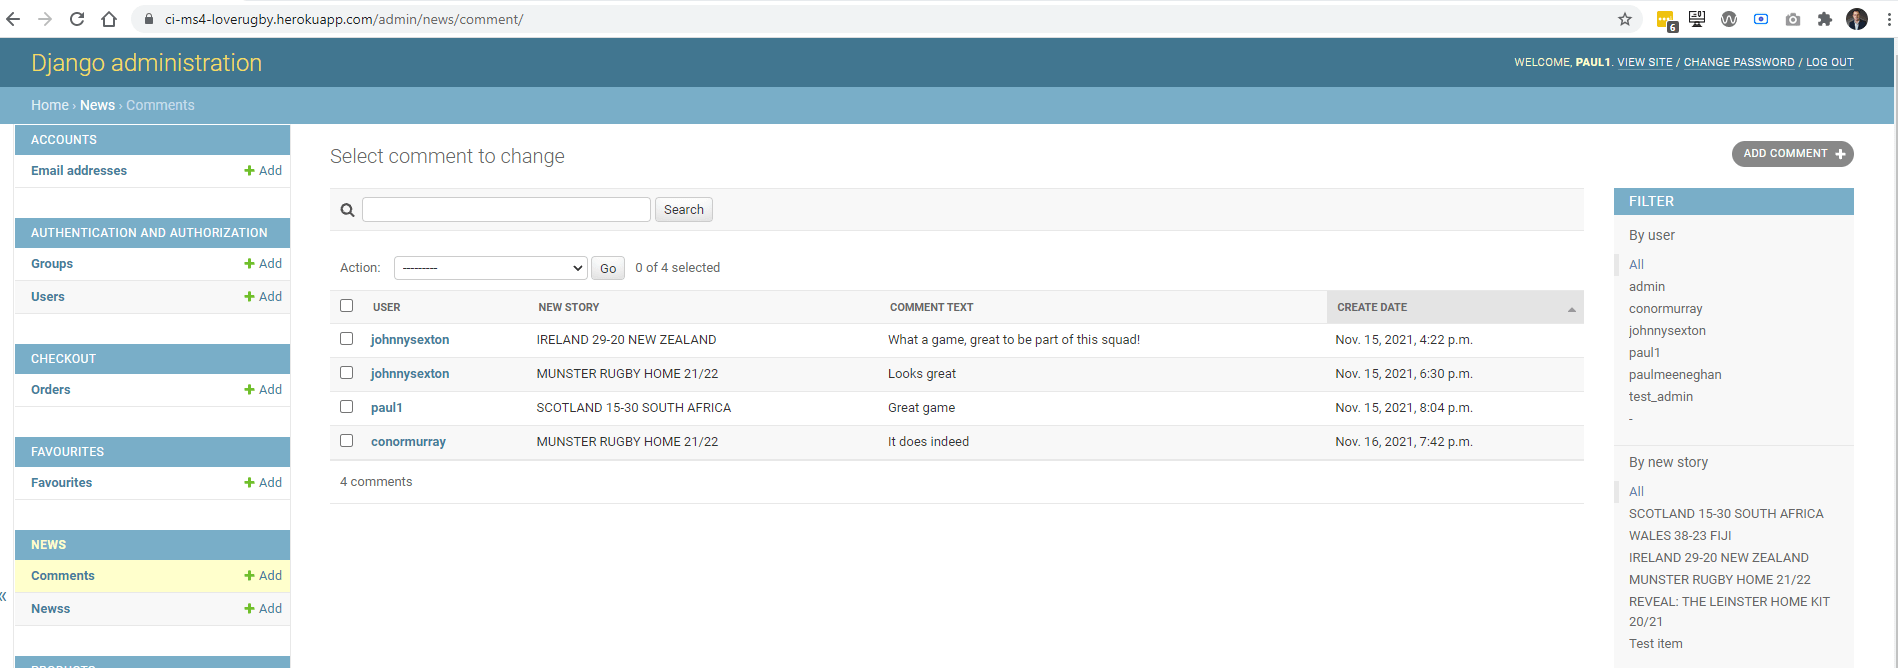 ci-ms4-loverugby.herokuapp.com/admin/news/comment/
6
Django administration
WELCOME, PAUL1. VIEW SITE / CHANGE PASSWORD / LOG OUT
Home › News › Comments
ACCOUNTS
Email addresses + Add
AUTHENTICATION AND AUTHORIZATION
Groups + Add
Users + Add
CHECKOUT
Orders + Add
FAVOURITES
Favourites + Add
NEWS
Comments + Add
Newss + Add
PRODUCTS
«
Select comment to change
ADD COMMENT +
Search
Action: --------- Go 0 of 4 selected
USER NEW STORY COMMENT TEXT CREATE DATE
johnnysexton IRELAND 29-20 NEW ZEALAND What a game, great to be part of this squad! Nov. 15, 2021, 4:22 p.m.
johnnysexton MUNSTER RUGBY HOME 21/22 Looks great Nov. 15, 2021, 6:30 p.m.
paul1 SCOTLAND 15-30 SOUTH AFRICA Great game Nov. 15, 2021, 8:04 p.m.
conormurray MUNSTER RUGBY HOME 21/22 It does indeed Nov. 16, 2021, 7:42 p.m.
4 comments
FILTER
By user
All
admin
conormurray
johnnysexton
paul1
paulmeeneghan
test_admin
-
By new story
All
SCOTLAND 15-30 SOUTH AFRICA
WALES 38-23 FIJI
IRELAND 29-20 NEW ZEALAND
MUNSTER RUGBY HOME 21/22
REVEAL: THE LEINSTER HOME KIT
20/21
Test item